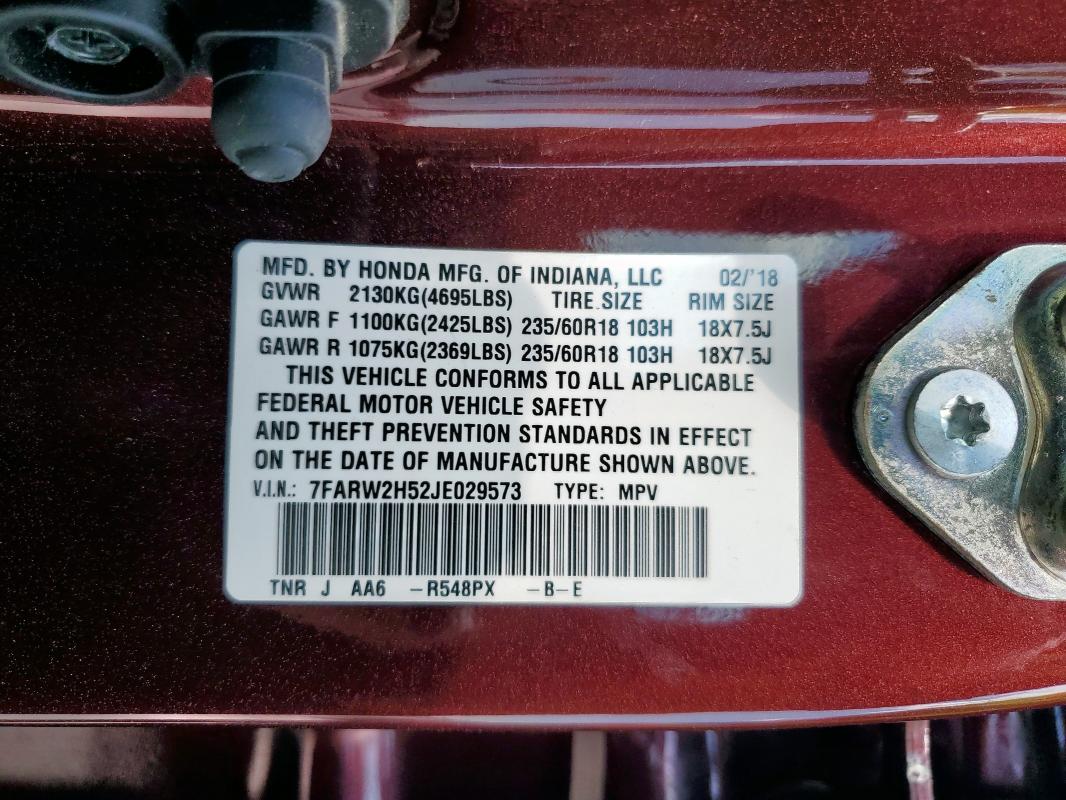 MFD. BY HONDA MFG. OF INDIANA, LLC 02/'18
GVWR 2130KG(4695LBS) TIRE SIZE RIM SIZE
GAWR F 1100KG(2425LBS) 235/60R18 103H 18X7.5J
GAWR R 1075KG(2369LBS) 235/60R18 103H 18X7.5J
THIS VEHICLE CONFORMS TO ALL APPLICABLE
FEDERAL MOTOR VEHICLE SAFETY
AND THEFT PREVENTION STANDARDS IN EFFECT
ON THE DATE OF MANUFACTURE SHOWN ABOVE.
V.I.N.: 7FARW2H52JE029573 TYPE: MPV
TNR J AA6 -R548PX -B-E